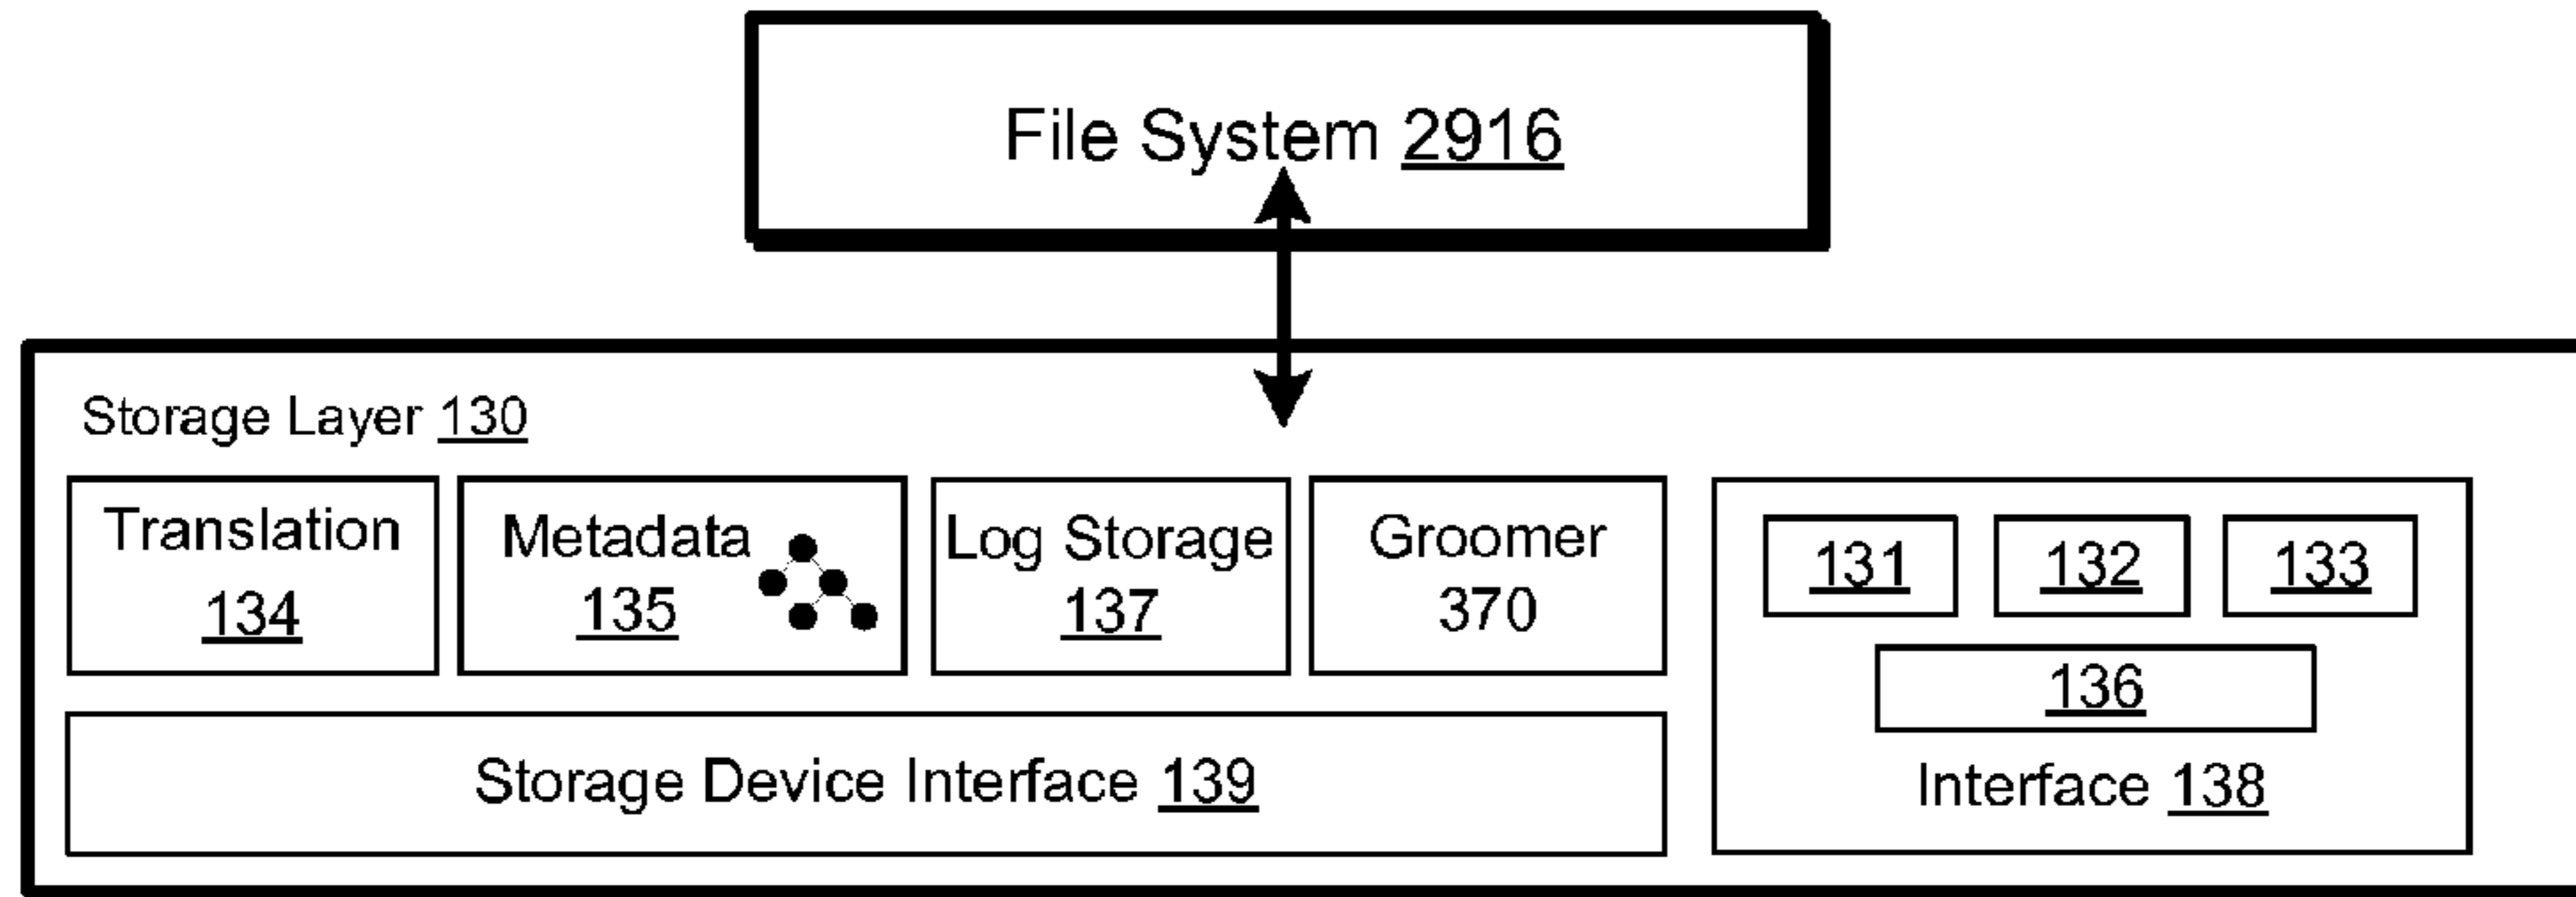 File System 2916
Storage Layer 130
Translation
134
Metadata
135
Log Storage
137
Groomer
370
131
132
133
136
Interface 138
Storage Device Interface 139